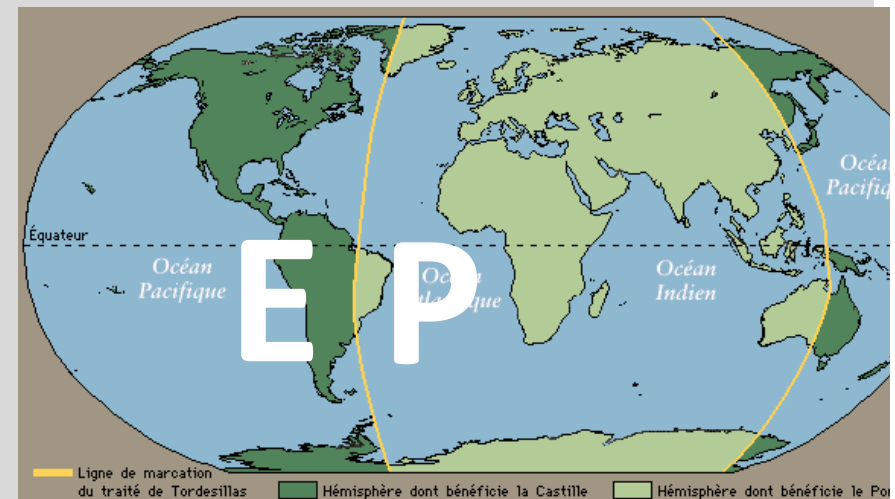 Océan
Pacifique
Équateur
E P
Océan
Pacifique
Océan
Indien
Ligne de marcation
du traité de Tordesillas
Hémisphère dont bénéficie la Castille
Hémisphère dont bénéficie le